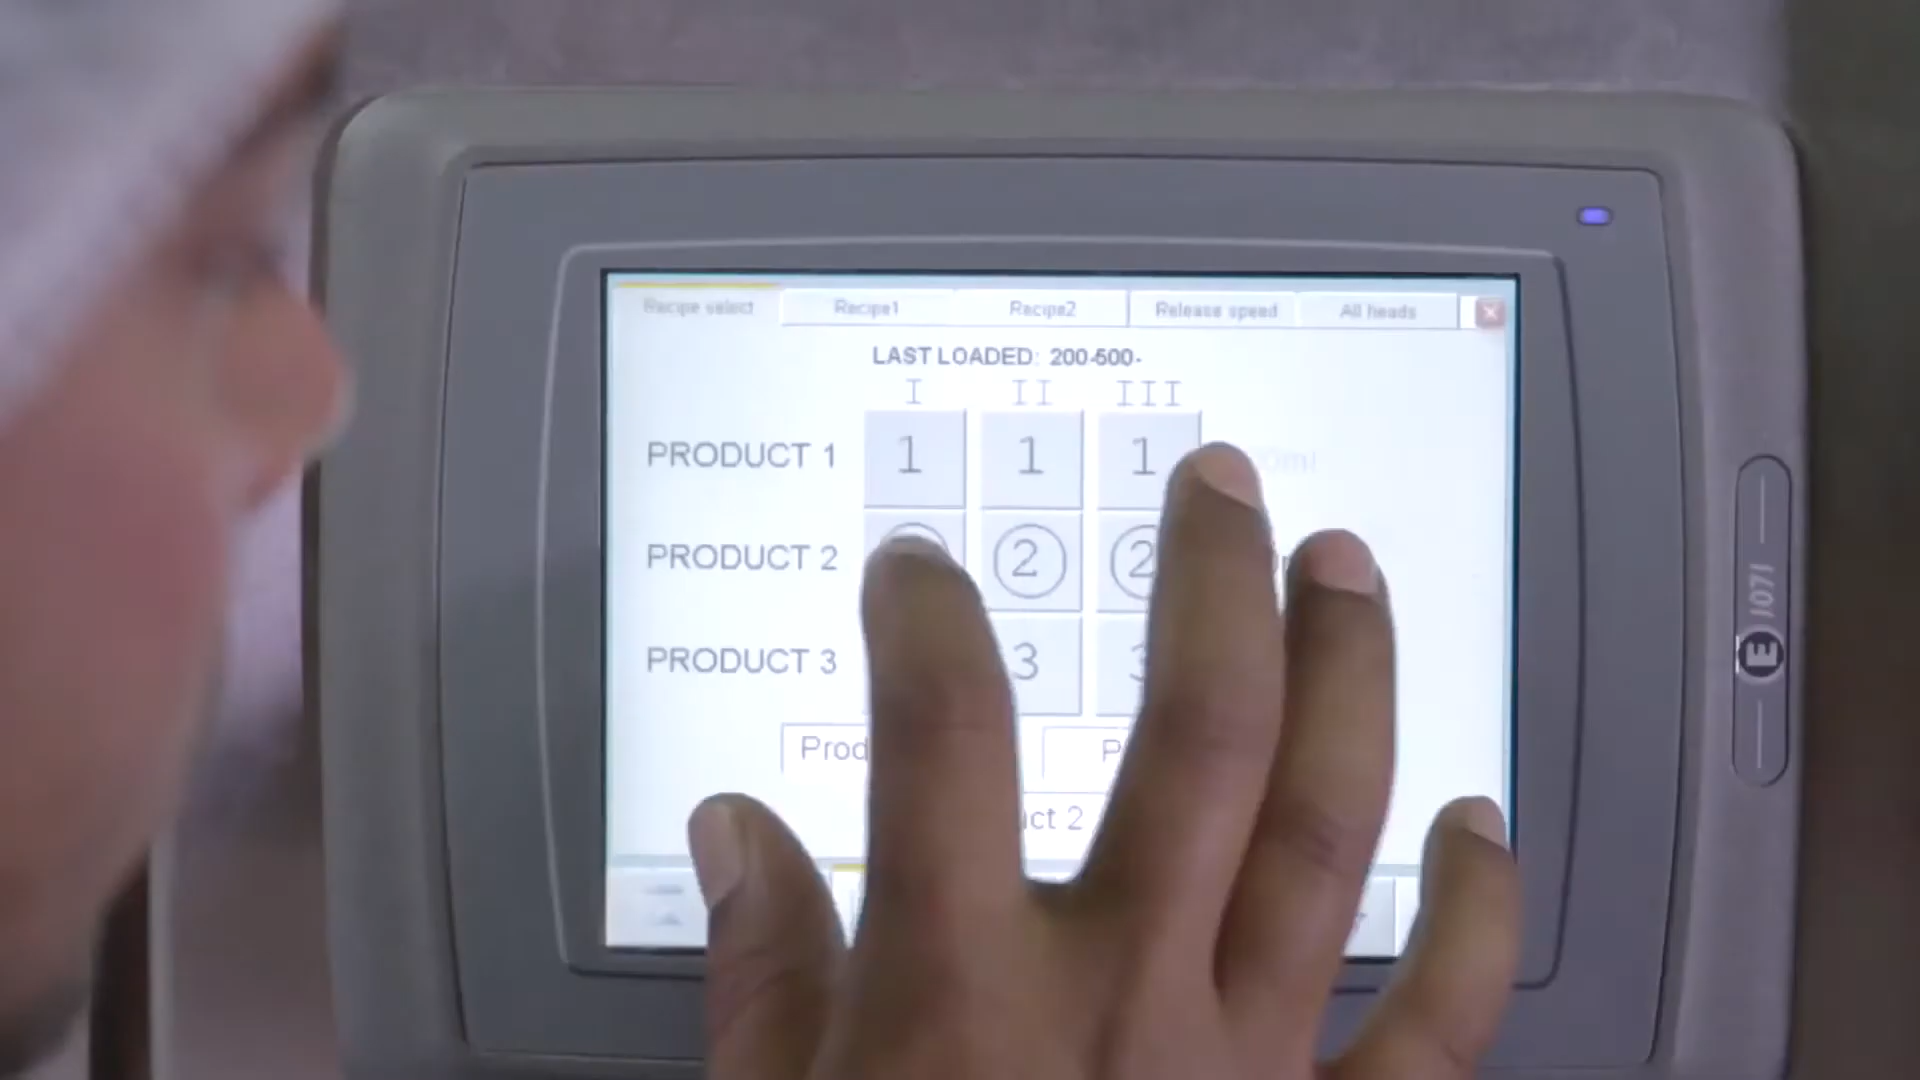 Recipe select Recipe1 Recipe2 Release speed All heads
LAST LOADED: 200-500-
I II III
PRODUCT 1 1 1 1 0ml
PRODUCT 2 2 2
PRODUCT 3 3 3
Prod P
uct 2
E 1071